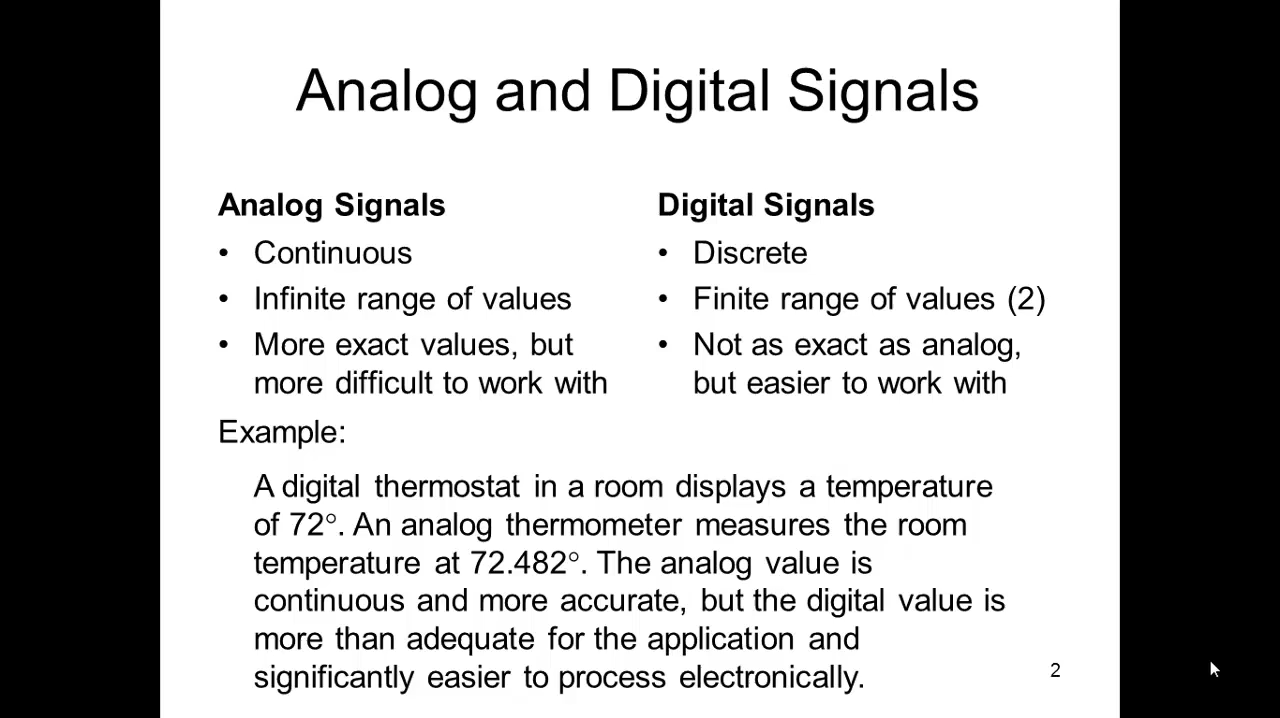 Analog and Digital Signals
Analog Signals
• Continuous
• Infinite range of values
• More exact values, but
more difficult to work with
Digital Signals
• Discrete
• Finite range of values (2)
• Not as exact as analog,
but easier to work with
Example:
A digital thermostat in a room displays a temperature
of 72°. An analog thermometer measures the room
temperature at 72.482°. The analog value is
continuous and more accurate, but the digital value is
more than adequate for the application and
significantly easier to process electronically.
2